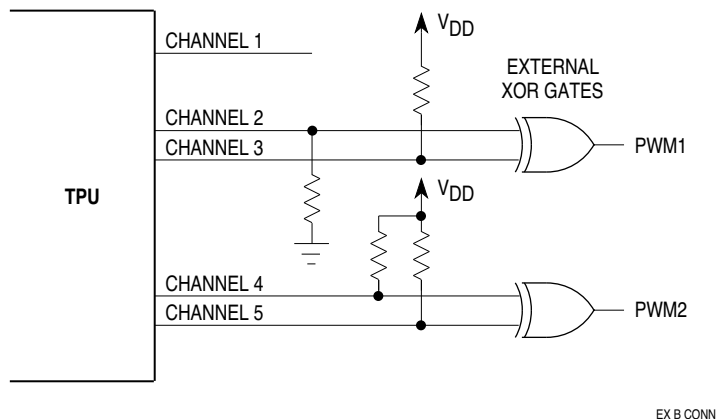 CHANNEL 1
VDD
EXTERNAL
XOR GATES
CHANNEL 2
CHANNEL 3
PWM1
TPU
VDD
CHANNEL 4
CHANNEL 5
PWM2
EX B CONN